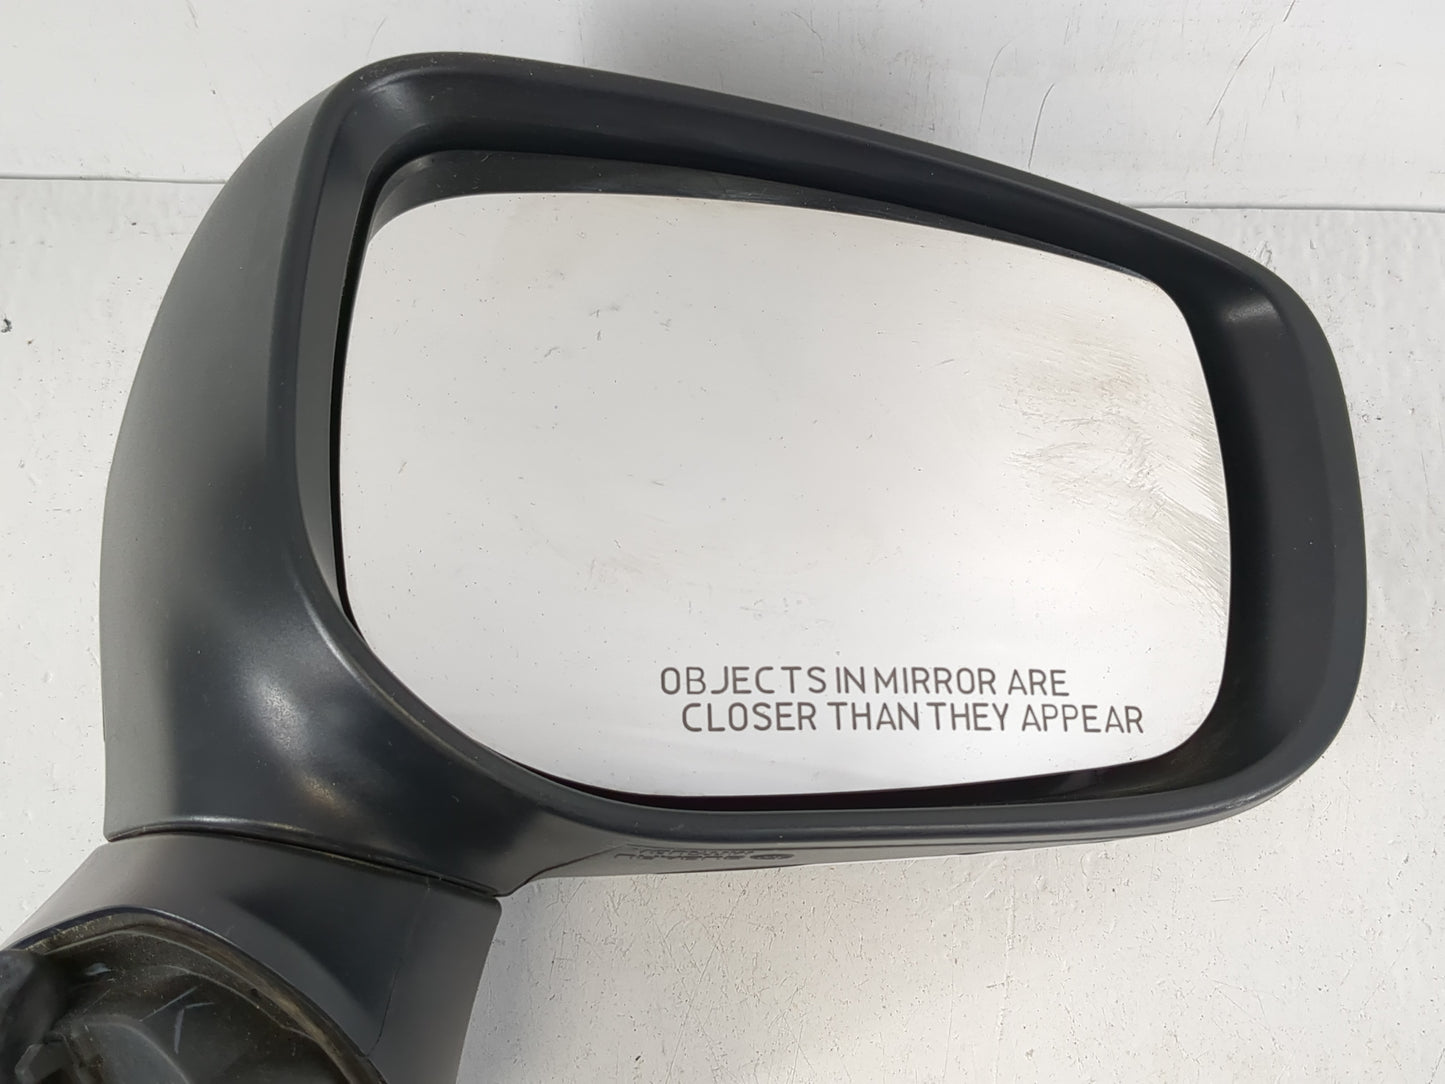 OBJECTS IN MIRROR ARE
CLOSER THAN THEY APPEAR